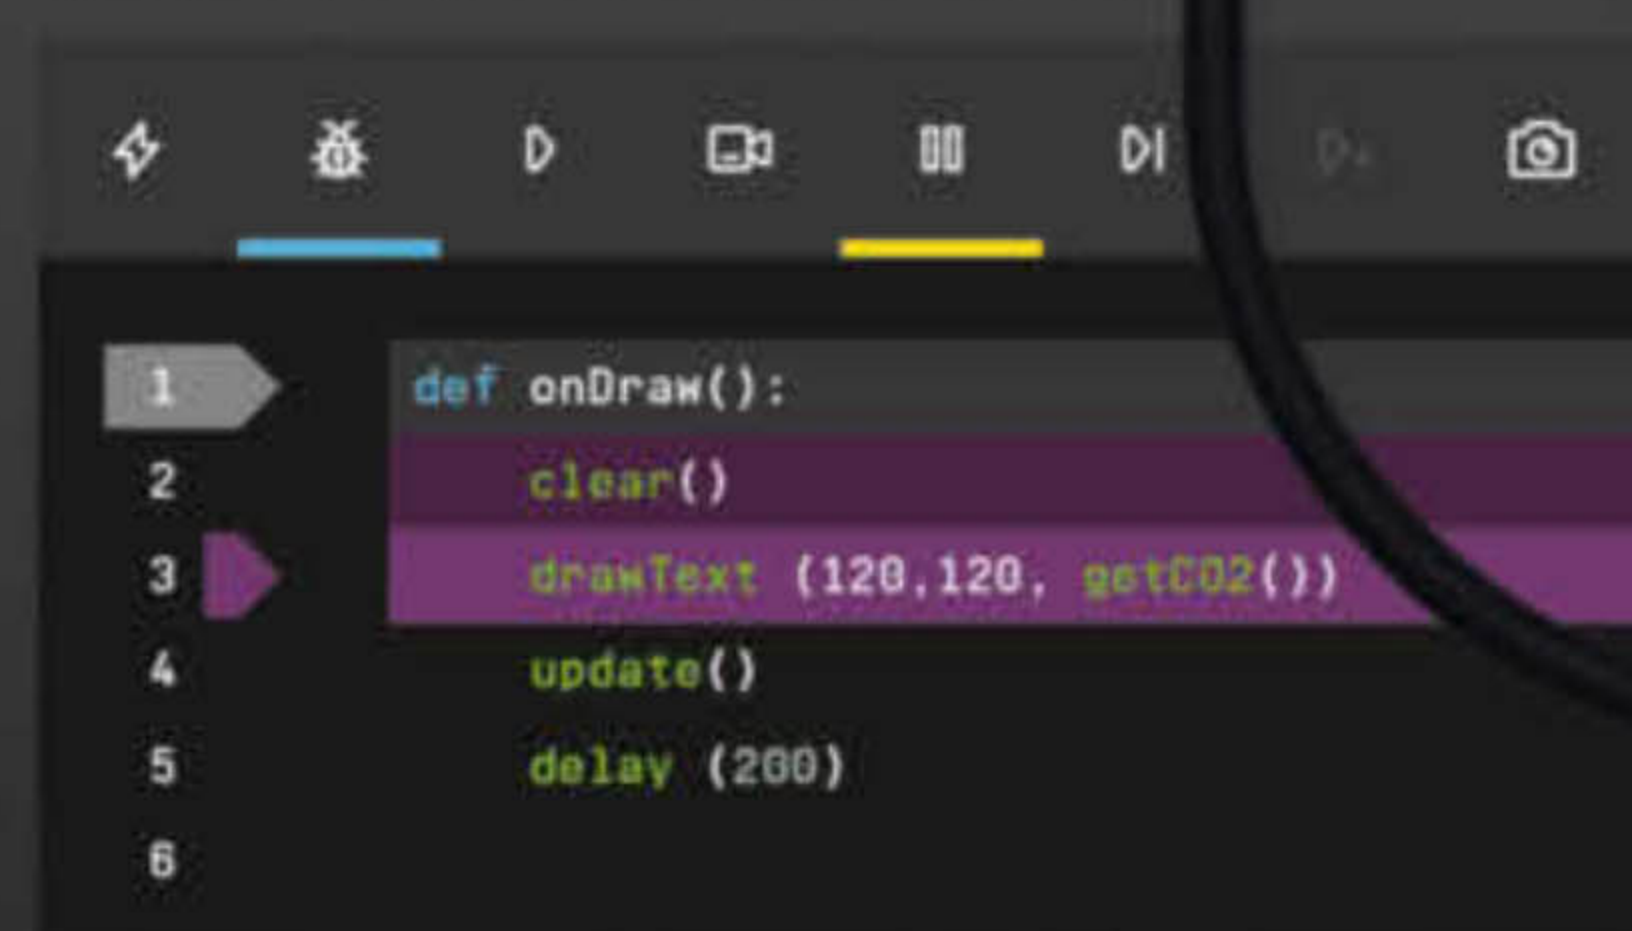 1 def onDraw():
2 clear()
3 drawText (120,120, getCO2())
4 update()
5 delay (200)
6